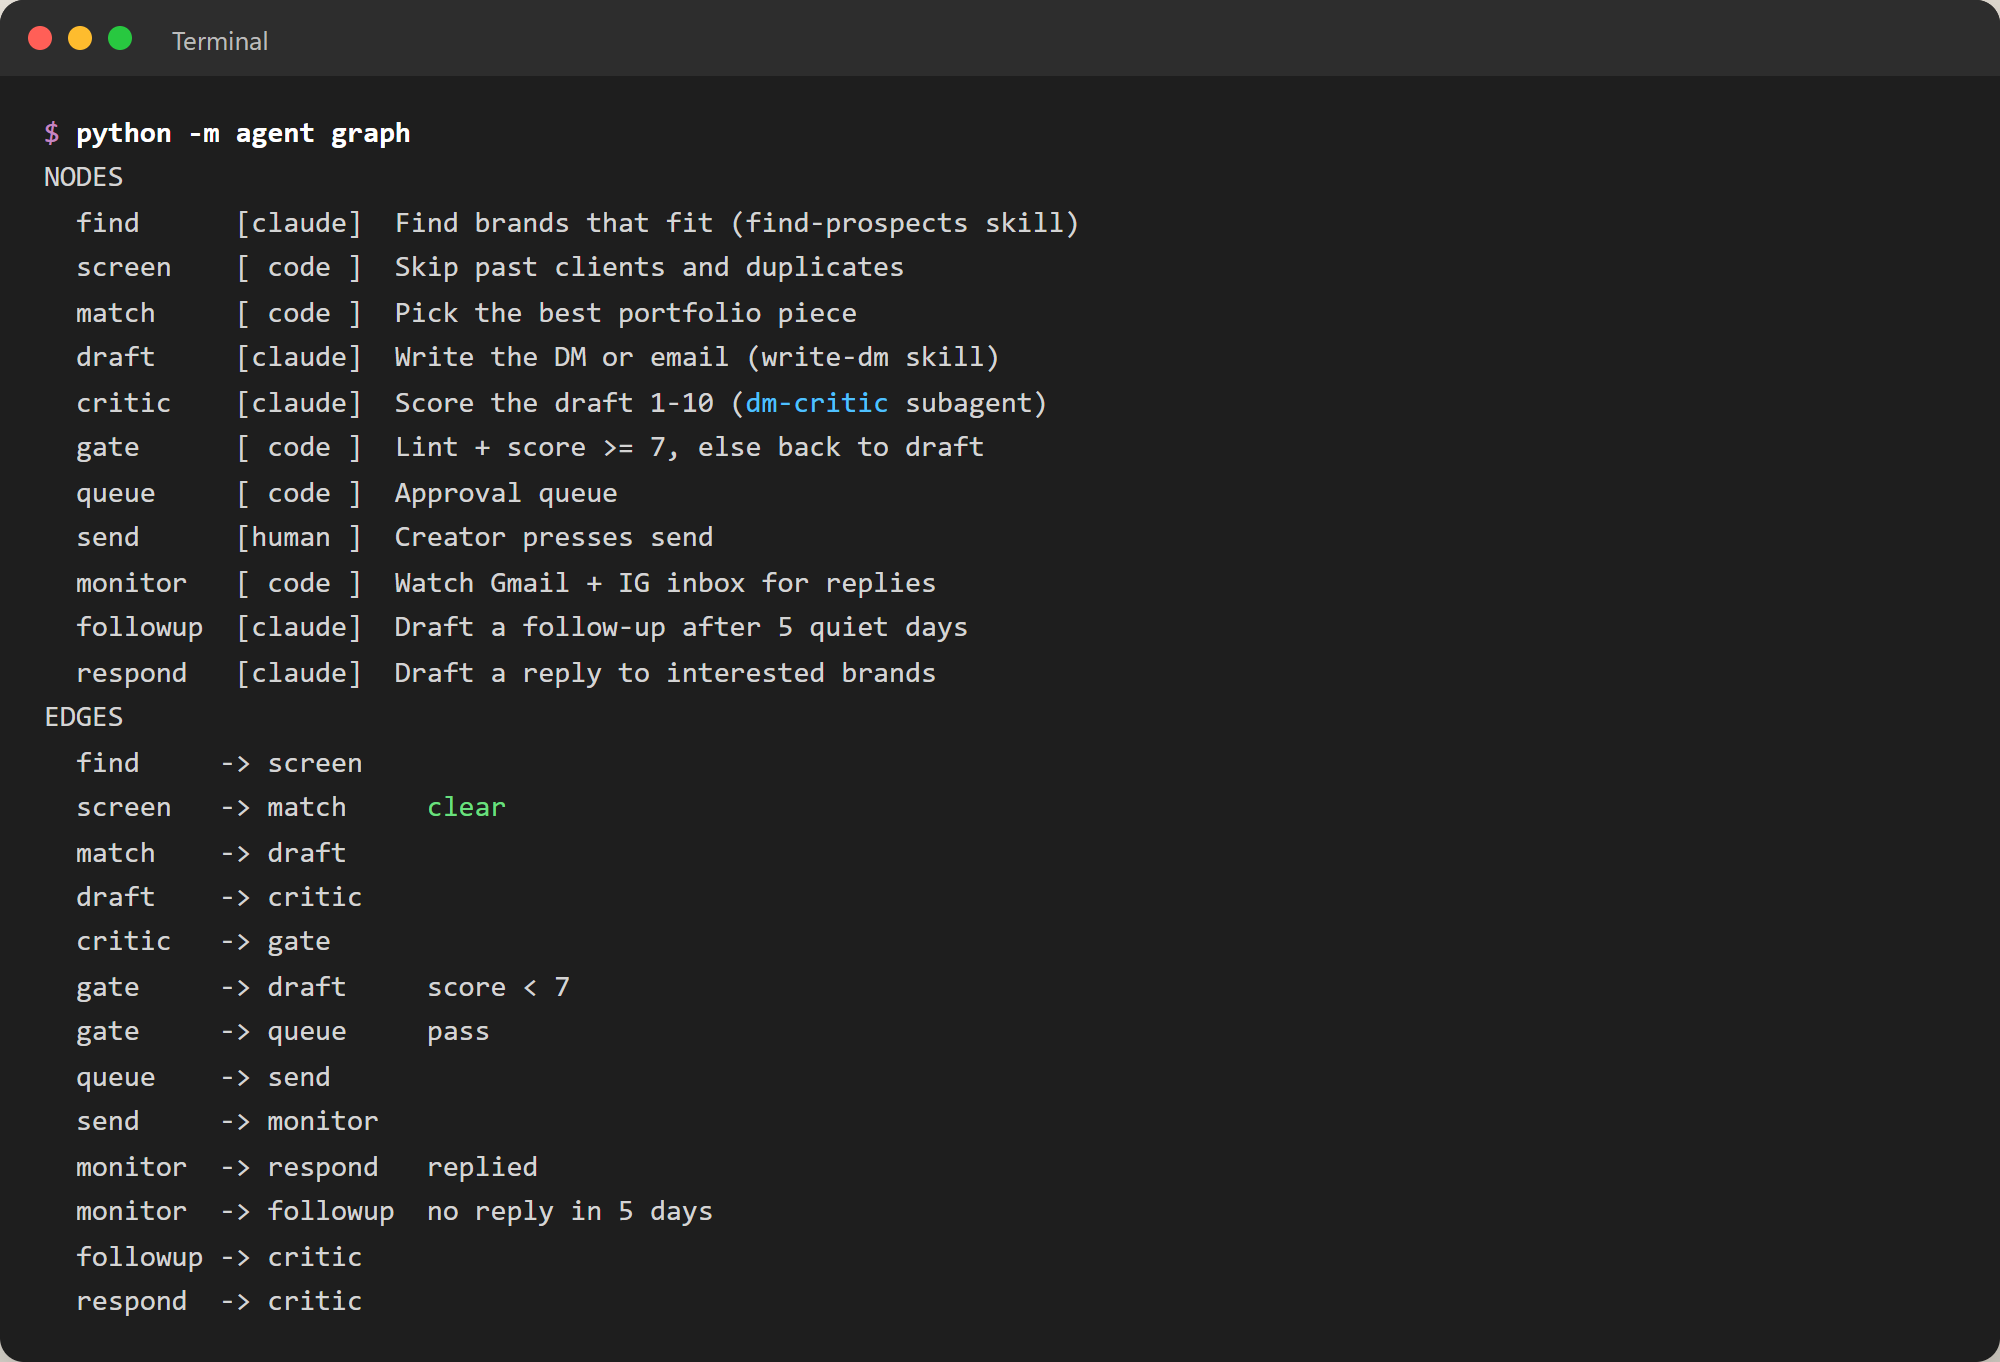 Terminal
$ python -m agent graph
NODES
  find      [claude]  Find brands that fit (find-prospects skill)
  screen    [ code ]  Skip past clients and duplicates
  match     [ code ]  Pick the best portfolio piece
  draft     [claude]  Write the DM or email (write-dm skill)
  critic    [claude]  Score the draft 1-10 (dm-critic subagent)
  gate      [ code ]  Lint + score >= 7, else back to draft
  queue     [ code ]  Approval queue
  send      [human ]  Creator presses send
  monitor   [ code ]  Watch Gmail + IG inbox for replies
  followup  [claude]  Draft a follow-up after 5 quiet days
  respond   [claude]  Draft a reply to interested brands
EDGES
  find     -> screen
  screen   -> match     clear
  match    -> draft
  draft    -> critic
  critic   -> gate
  gate     -> draft     score < 7
  gate     -> queue     pass
  queue    -> send
  send     -> monitor
  monitor  -> respond   replied
  monitor  -> followup  no reply in 5 days
  followup -> critic
  respond  -> critic